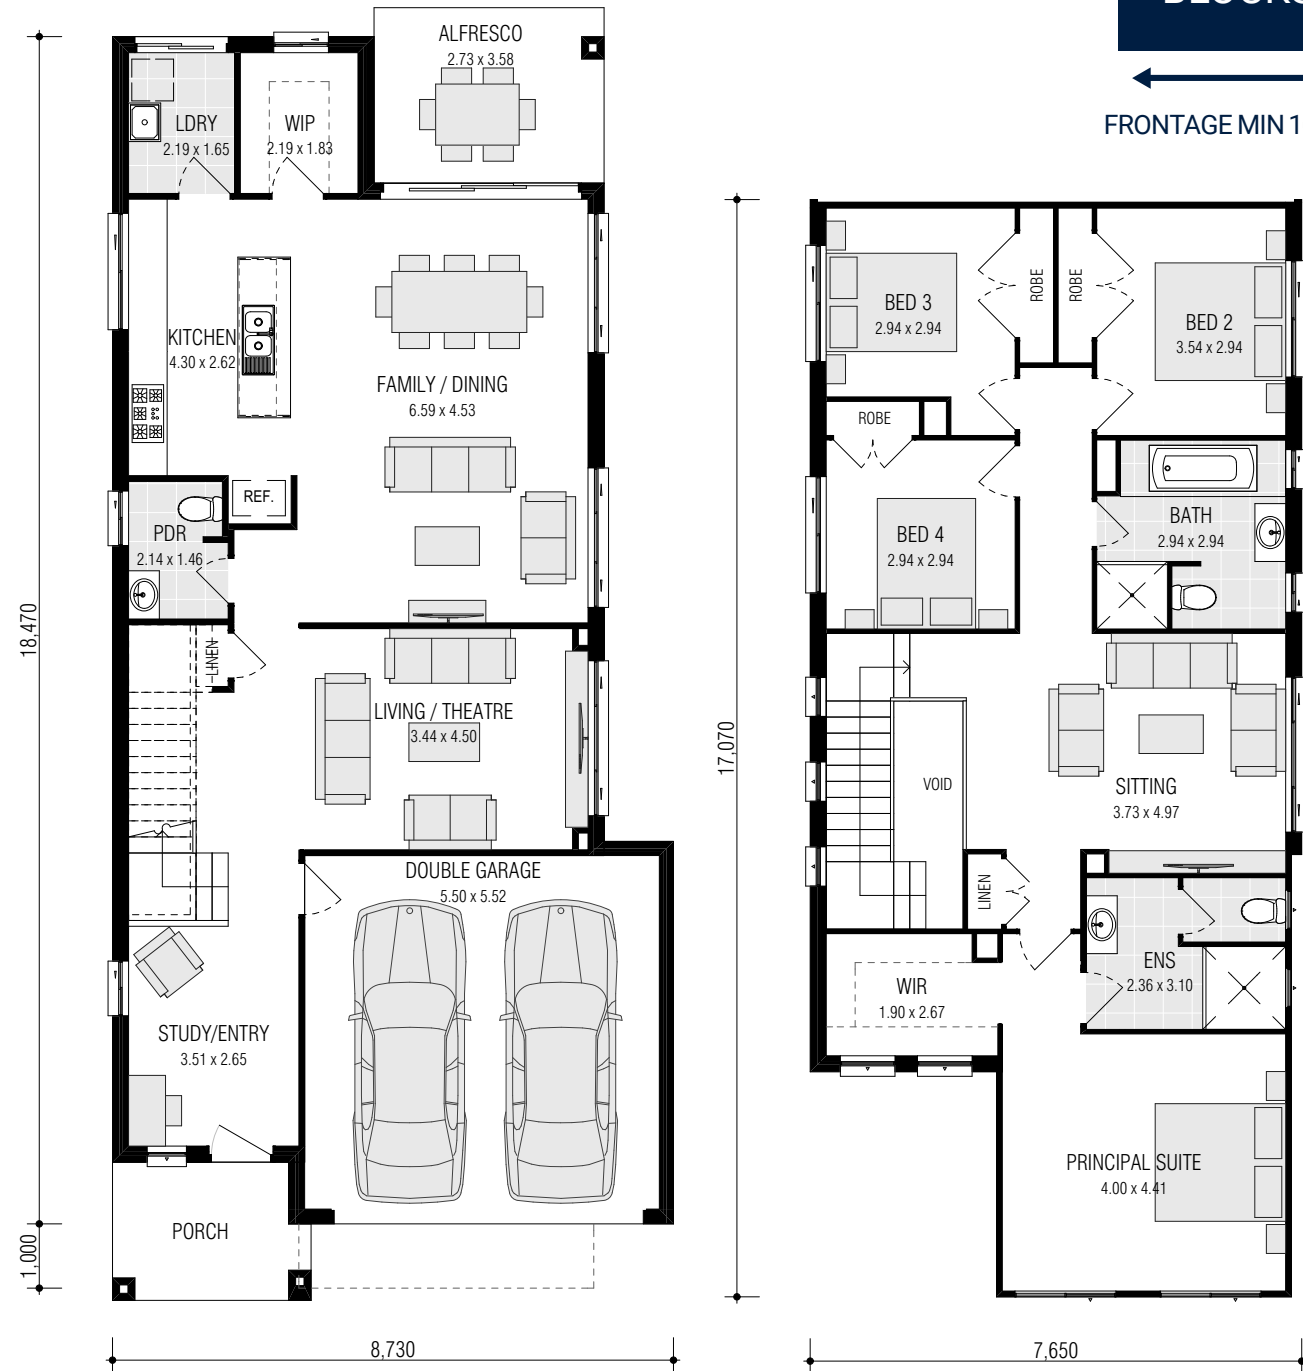 FRONTAGE MIN 1
ALFRESCO
2.73 x 3.58
LDRY
2.19 x 1.65
WIP
2.19 x 1.83
KITCHEN
4.30 x 2.62
FAMILY / DINING
6.59 x 4.53
REF.
PDR
2.14 x 1.46
LINEN
LIVING / THEATRE
3.44 x 4.50
DOUBLE GARAGE
5.50 x 5.52
STUDY/ENTRY
3.51 x 2.65
PORCH
18,470
1,000
8,730
BED 3
2.94 x 2.94
ROBE
ROBE
BED 2
3.54 x 2.94
ROBE
BED 4
2.94 x 2.94
BATH
2.94 x 2.94
VOID
SITTING
3.73 x 4.97
LINEN
WIR
1.90 x 2.67
ENS
2.36 x 3.10
PRINCIPAL SUITE
4.00 x 4.41
17,070
7,650